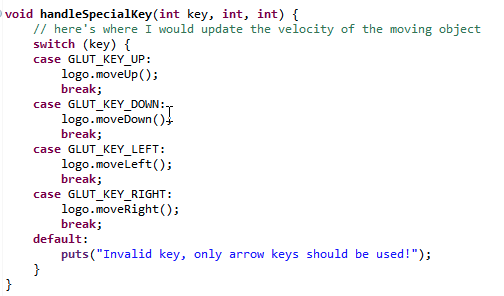 void handleSpecialKey(int key, int, int) {
    // here's where I would update the velocity of the moving object
    switch (key) {
    case GLUT_KEY_UP:
        logo.moveUp();
        break;
    case GLUT_KEY_DOWN:
        logo.moveDown();
        break;
    case GLUT_KEY_LEFT:
        logo.moveLeft();
        break;
    case GLUT_KEY_RIGHT:
        logo.moveRight();
        break;
    default:
        puts("Invalid key, only arrow keys should be used!");
    }
}